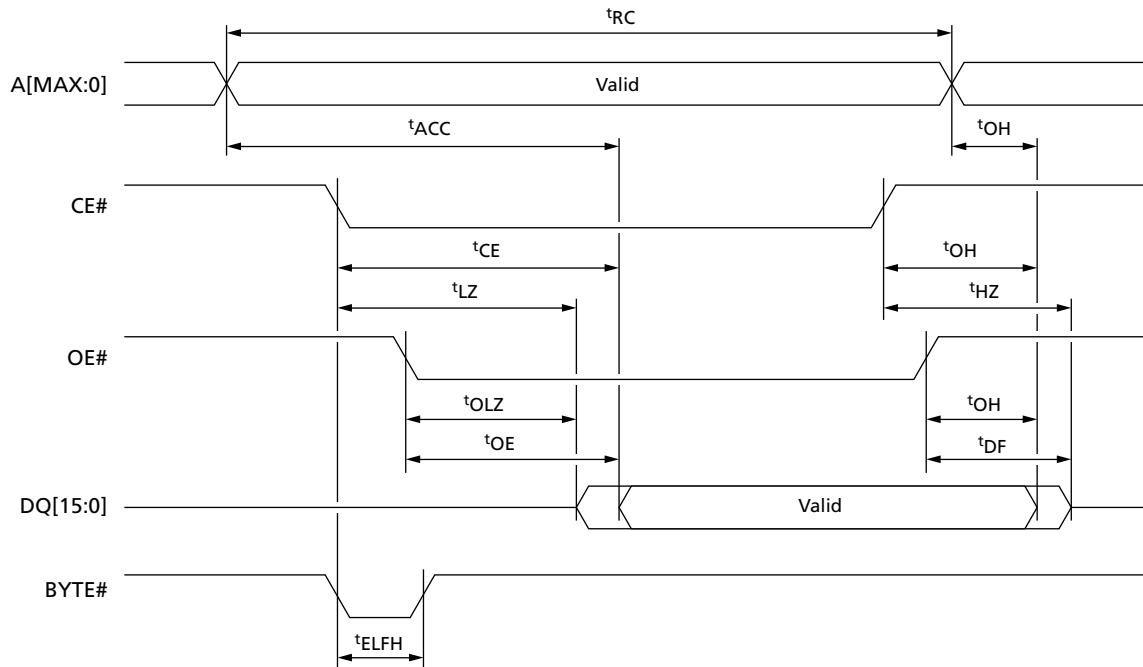 tRC
A[MAX:0]
Valid
tACC
tOH
CE#
tCE
tOH
tLZ
tHZ
OE#
tOLZ
tOH
tOE
tDF
DQ[15:0]
Valid
BYTE#
tELFH